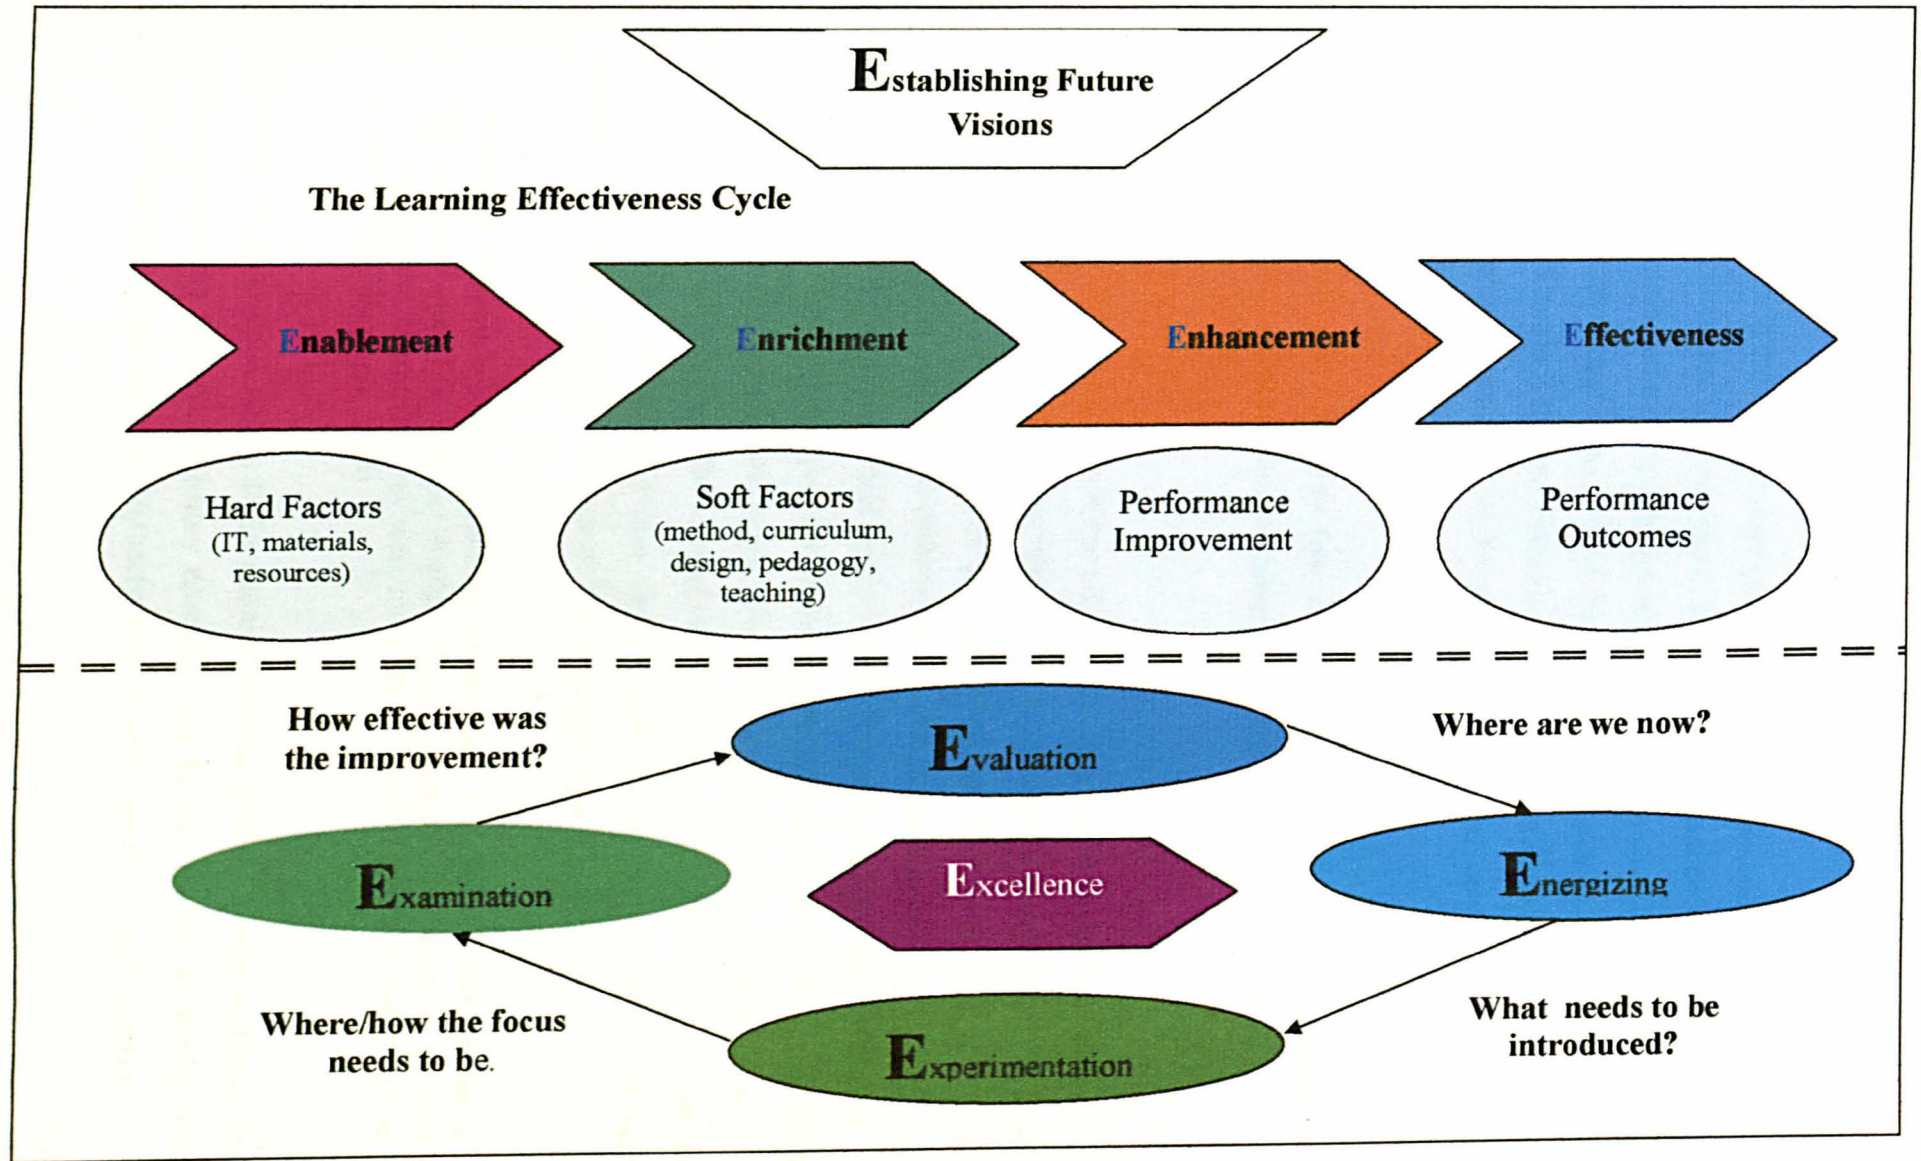 Establishing Future
Visions
The Learning Effectiveness Cycle
Enablement
Enrichment
Enhancement
Effectiveness
Hard Factors
(IT, materials,
resources)
Soft Factors
(method, curriculum,
design, pedagogy,
teaching)
Performance
Improvement
Performance
Outcomes
How effective was
the improvement?
Evaluation
Where are we now?
Examination
Excellence
Energizing
Where/how the focus
needs to be.
Experimentation
What needs to be
introduced?